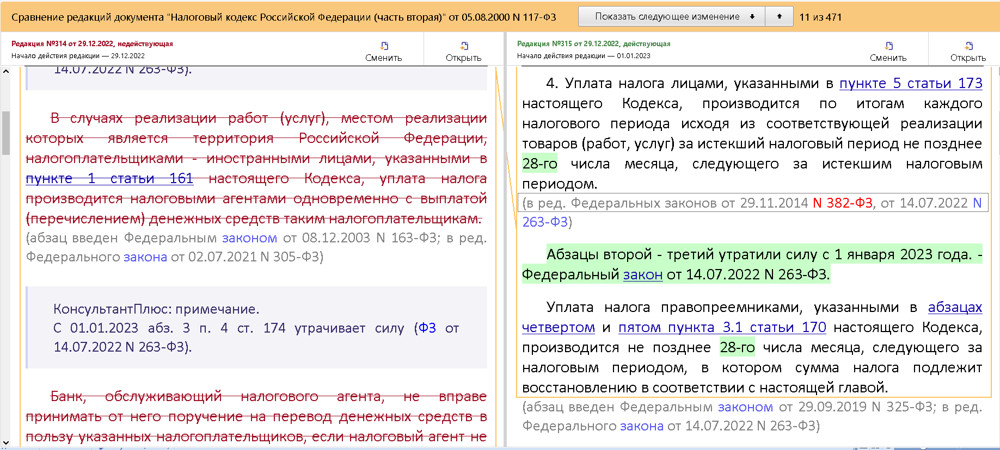 Сравнение редакций документа "Налоговый кодекс Российской Федерации (часть вторая)" от 05.08.2000 N 117-ФЗ
Показать следующее изменение
11 из 471
Редакция №314 от 29.12.2022, недействующая
Начало действия редакции — 29.12.2022
Сменить
Открыть
Редакция №315 от 29.12.2022, действующая
Начало действия редакции — 01.01.2023
Сменить
Открыть
14.07.2022 N 263-ФЗ).
В случаях реализации работ (услуг), местом реализации
которых является территория Российской Федерации,
налогоплательщиками - иностранными лицами, указанными в
пункте 1 статьи 161 настоящего Кодекса, уплата налога
производится налоговыми агентами одновременно с выплатой
(перечислением) денежных средств таким налогоплательщикам.
(абзац введен Федеральным законом от 08.12.2003 N 163-ФЗ; в ред.
Федерального закона от 02.07.2021 N 305-ФЗ)
КонсультантПлюс: примечание.
С 01.01.2023 абз. 3 п. 4 ст. 174 утрачивает силу (ФЗ от
14.07.2022 N 263-ФЗ).
Банк, обслуживающий налогового агента, не вправе
принимать от него поручение на перевод денежных средств в
пользу указанных налогоплательщиков, если налоговый агент не
4. Уплата налога лицами, указанными в пункте 5 статьи 173
настоящего Кодекса, производится по итогам каждого
налогового периода исходя из соответствующей реализации
товаров (работ, услуг) за истекший налоговый период не позднее
28-го числа месяца, следующего за истекшим налоговым
периодом.
(в ред. Федеральных законов от 29.11.2014 N 382-ФЗ, от 14.07.2022 N
263-ФЗ)
Абзацы второй - третий утратили силу с 1 января 2023 года. -
Федеральный закон от 14.07.2022 N 263-ФЗ.
Уплата налога правопреемниками, указанными в абзацах
четвертом и пятом пункта 3.1 статьи 170 настоящего Кодекса,
производится не позднее 28-го числа месяца, следующего за
налоговым периодом, в котором сумма налога подлежит
восстановлению в соответствии с настоящей главой.
(абзац введен Федеральным законом от 29.09.2019 N 325-ФЗ; в ред.
Федерального закона от 14.07.2022 N 263-ФЗ)